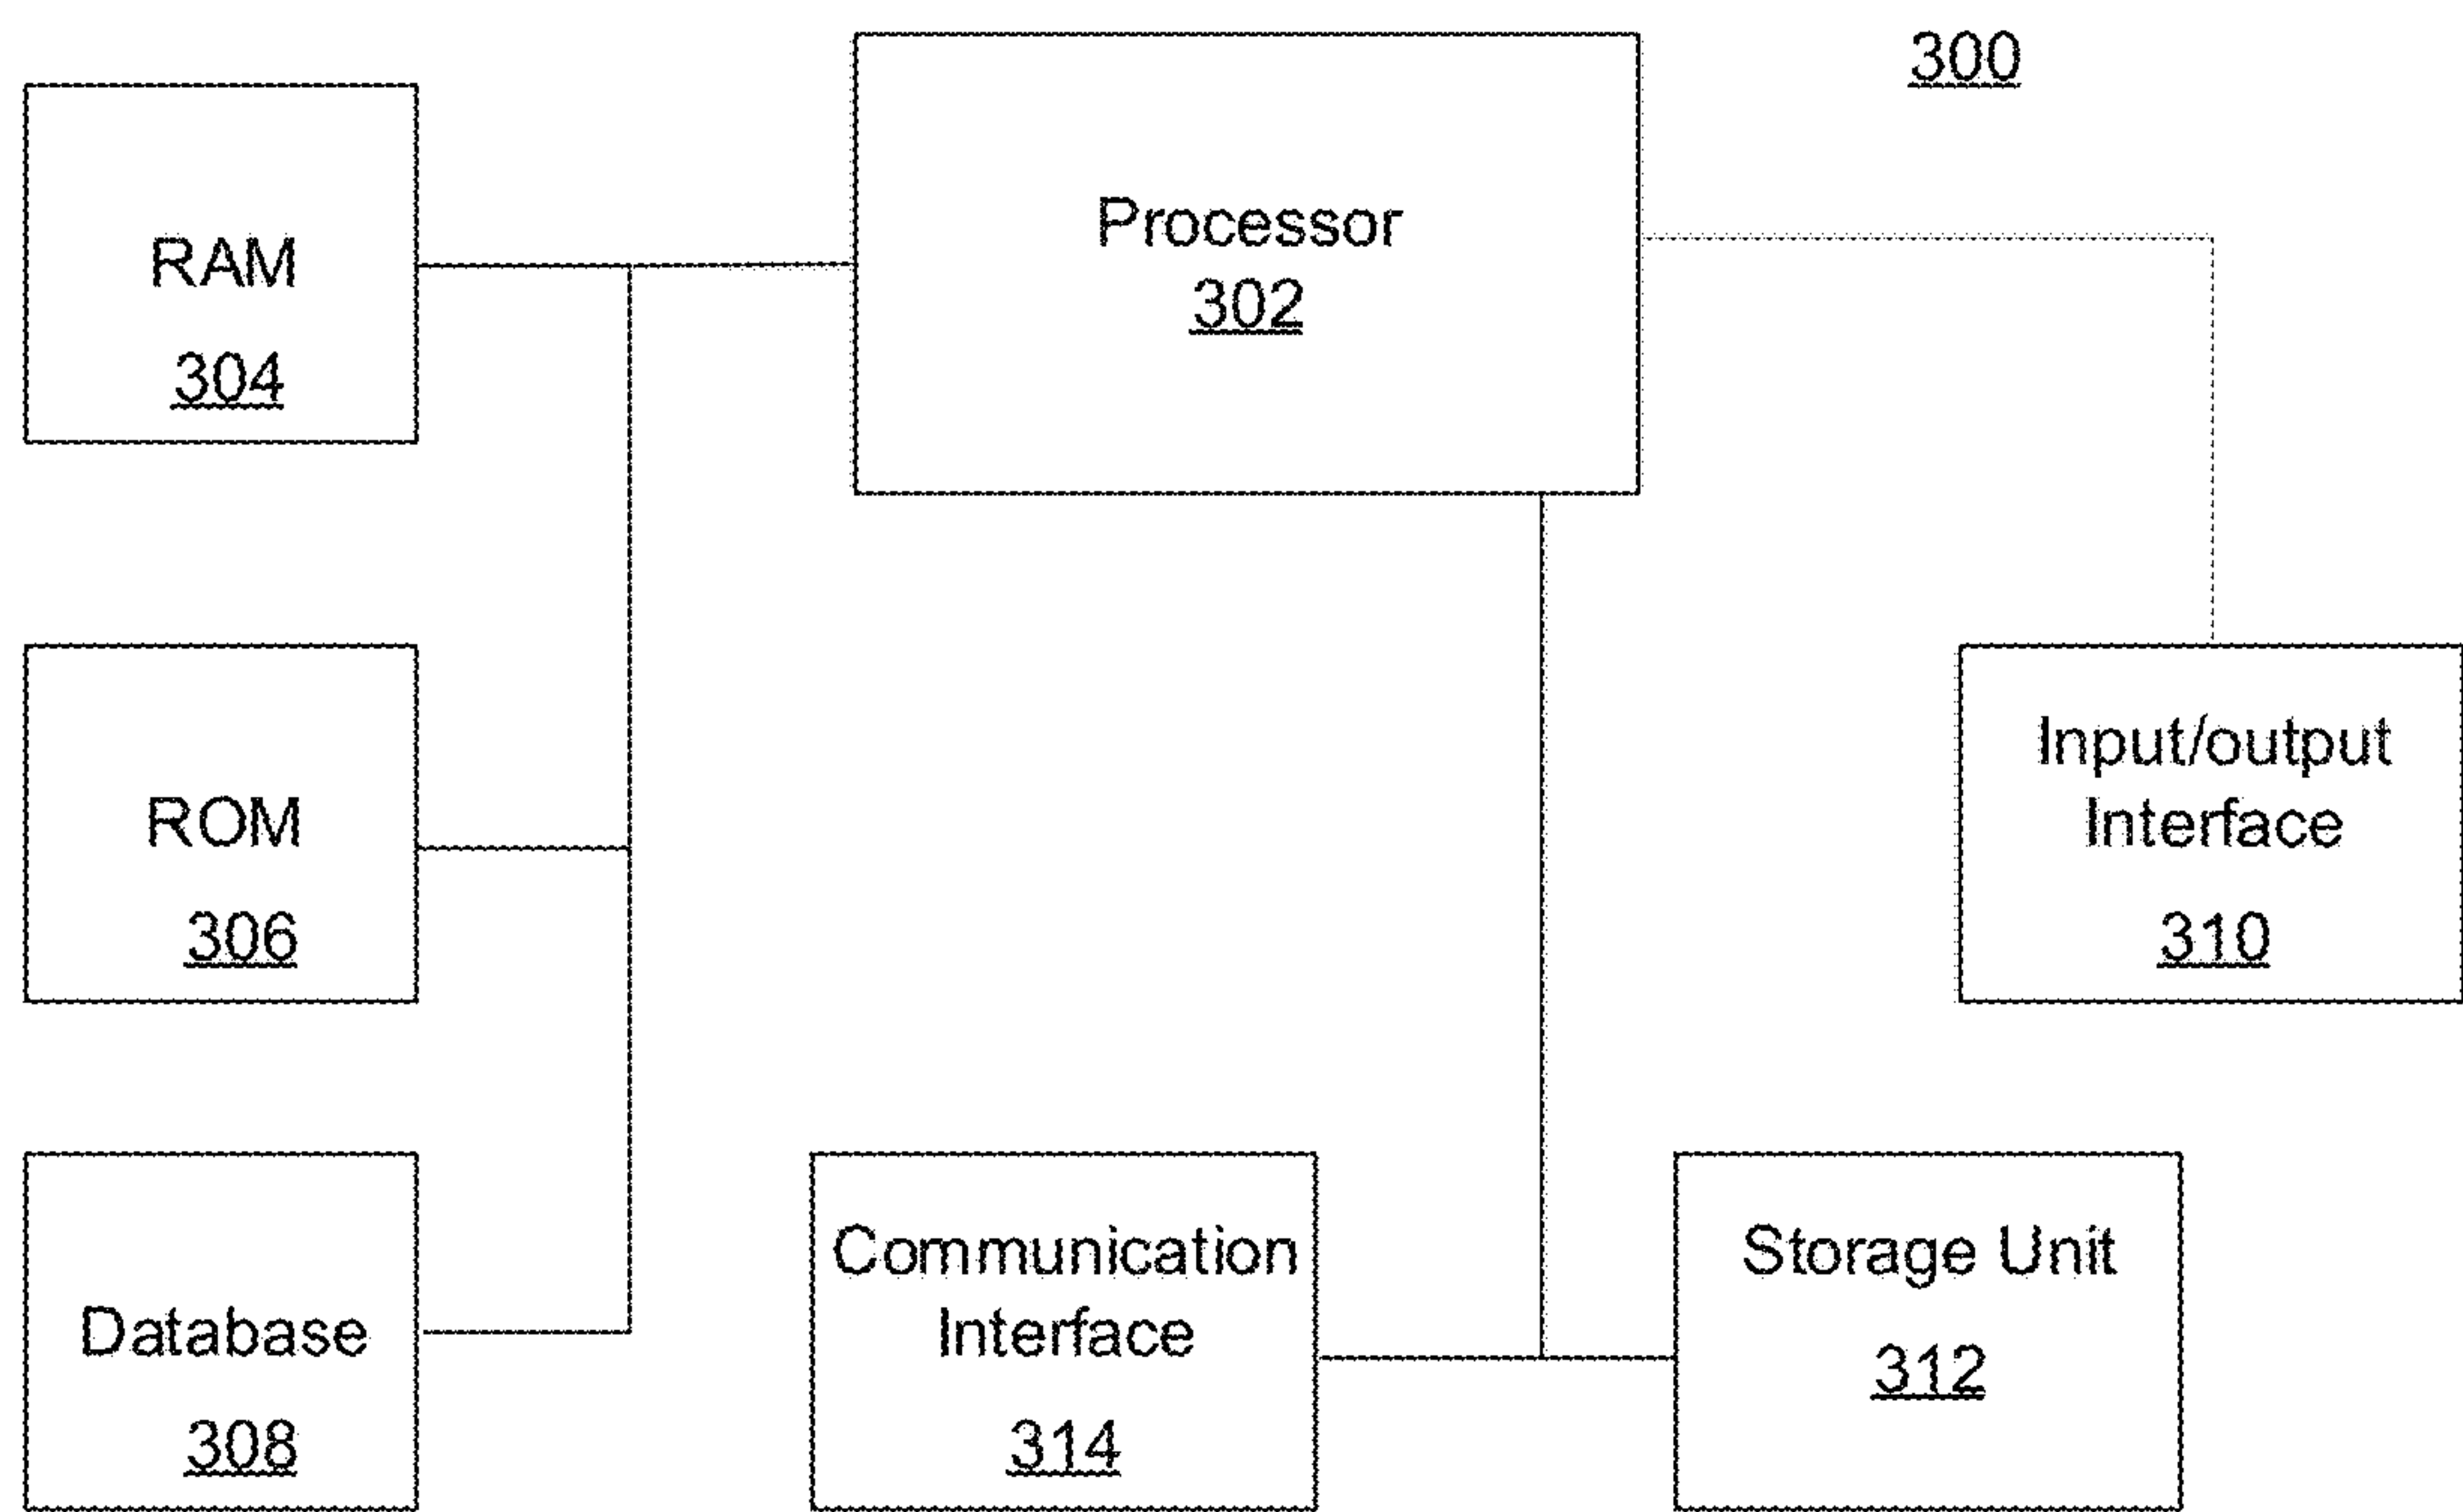 300
Processor
302
RAM
304
ROM
306
Input/output
Interface
310
Database
308
Communication
Interface
314
Storage Unit
312